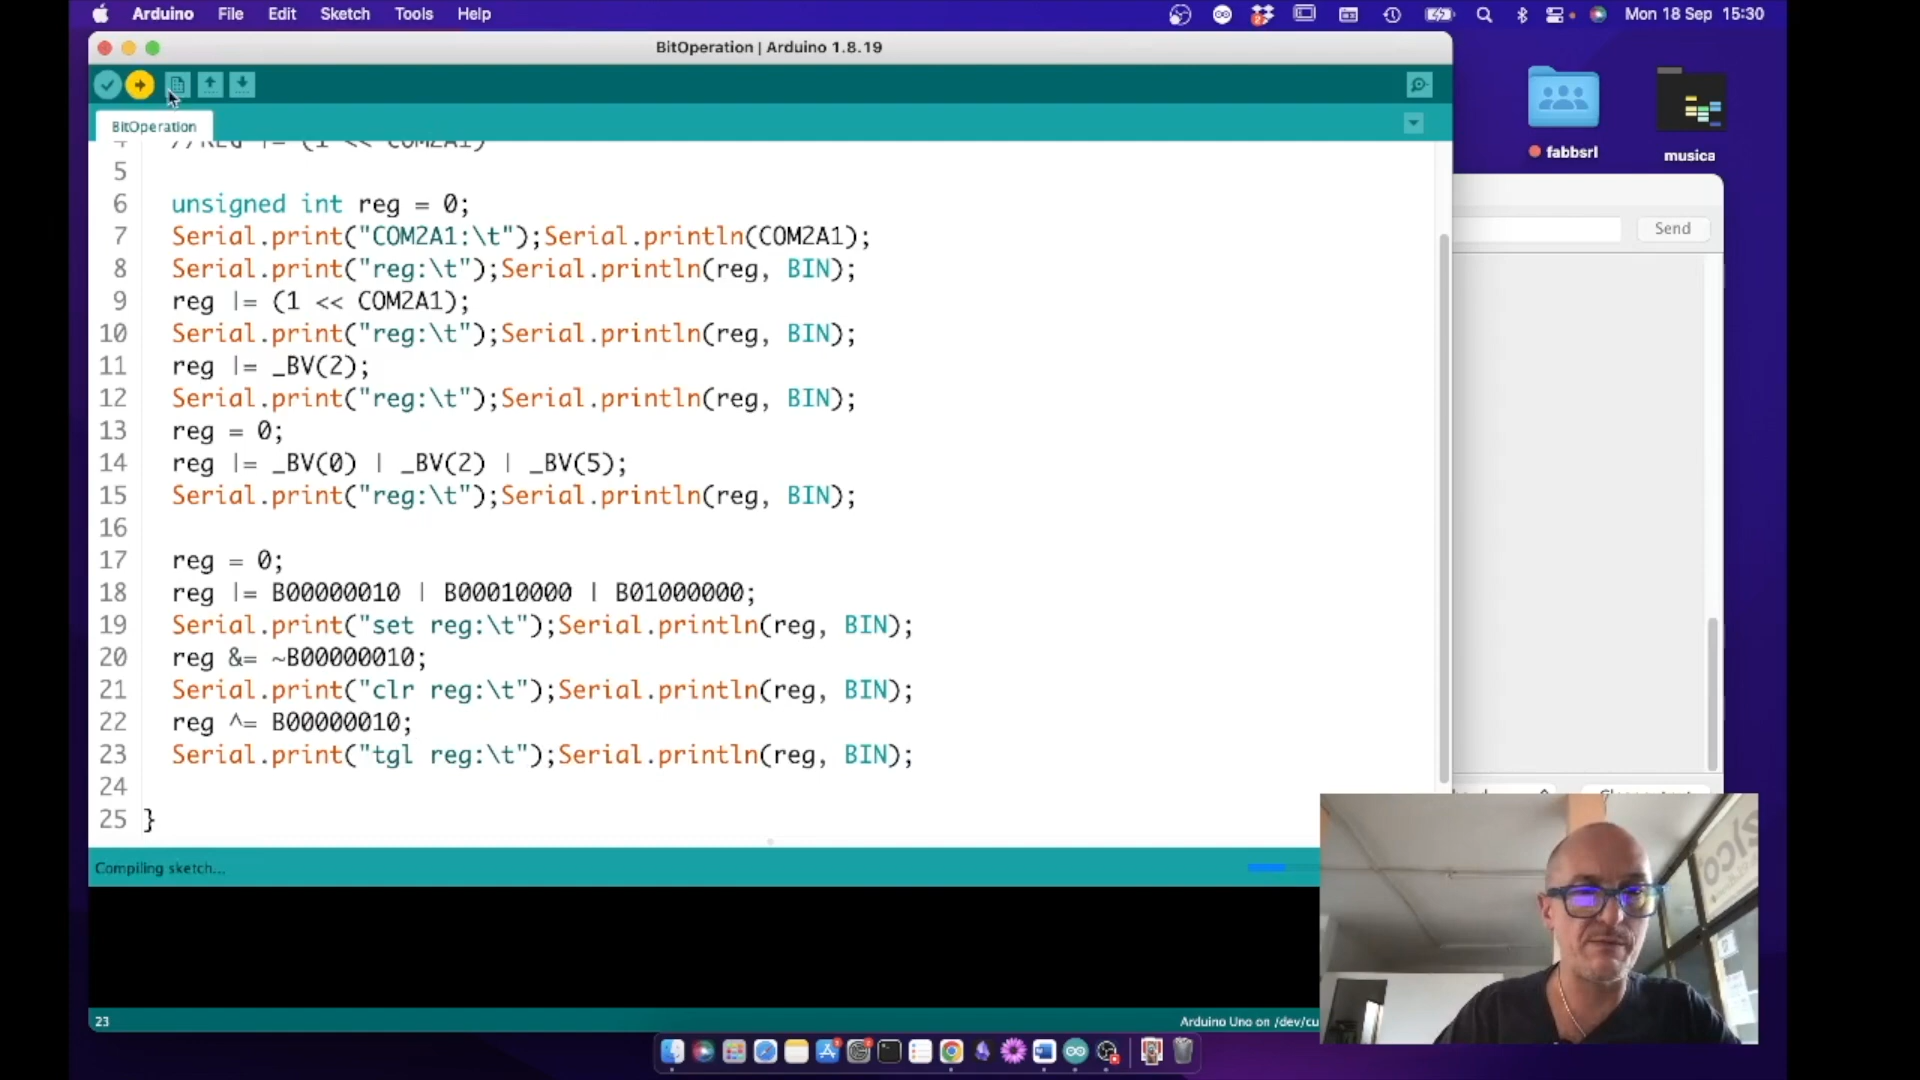 Arduino File Edit Sketch Tools Help
Mon 18 Sep 15:30
BitOperation | Arduino 1.8.19
BitOperation
4 //REG |= (1 << COM2A1)
5
6 unsigned int reg = 0;
7 Serial.print("COM2A1:\t");Serial.println(COM2A1);
8 Serial.print("reg:\t");Serial.println(reg, BIN);
9 reg |= (1 << COM2A1);
10 Serial.print("reg:\t");Serial.println(reg, BIN);
11 reg |= _BV(2);
12 Serial.print("reg:\t");Serial.println(reg, BIN);
13 reg = 0;
14 reg |= _BV(0) | _BV(2) | _BV(5);
15 Serial.print("reg:\t");Serial.println(reg, BIN);
16
17 reg = 0;
18 reg |= B00000010 | B00010000 | B01000000;
19 Serial.print("set reg:\t");Serial.println(reg, BIN);
20 reg &= ~B00000010;
21 Serial.print("clr reg:\t");Serial.println(reg, BIN);
22 reg ^= B00000010;
23 Serial.print("tgl reg:\t");Serial.println(reg, BIN);
24
25 }
Compiling sketch...
23
Arduino Uno on /dev/cu
fabbsrl
musica
Send